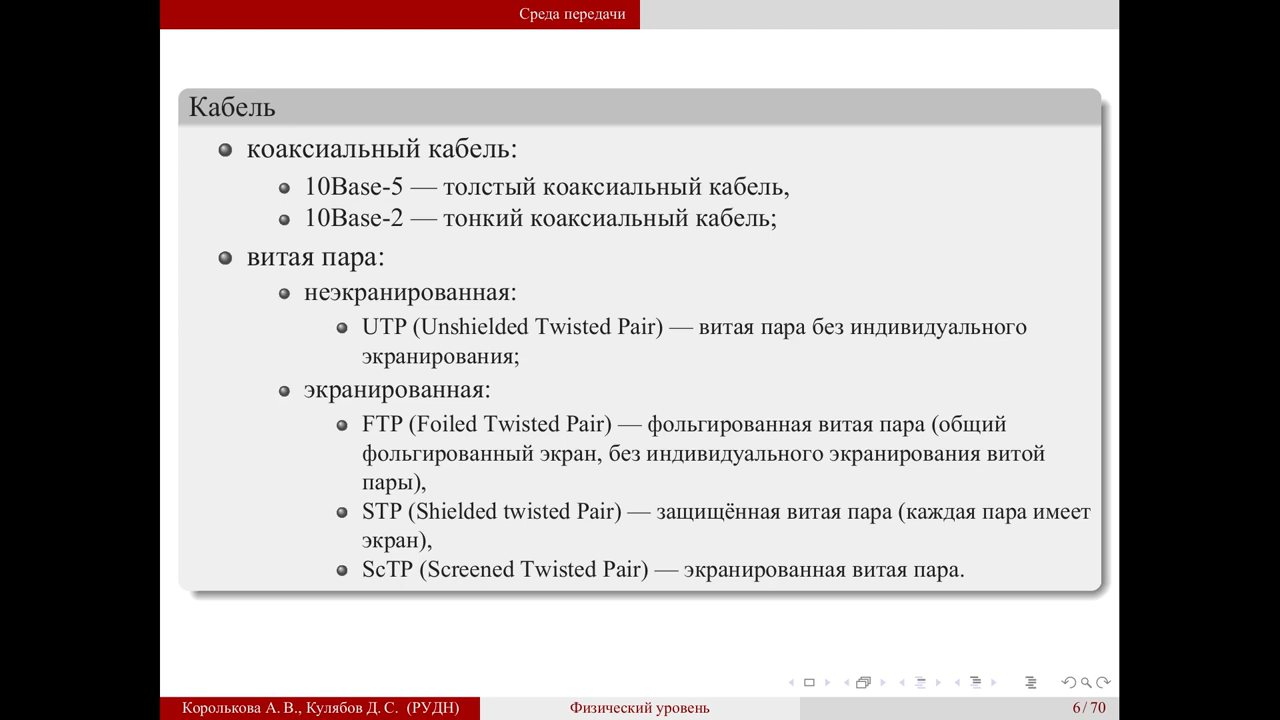 Среда передачи
Кабель
коаксиальный кабель:
10Base-5 — толстый коаксиальный кабель,
10Base-2 — тонкий коаксиальный кабель;
витая пара:
неэкранированная:
UTP (Unshielded Twisted Pair) — витая пара без индивидуального
экранирования;
экранированная:
FTP (Foiled Twisted Pair) — фольгированная витая пара (общий
фольгированный экран, без индивидуального экранирования витой
пары),
STP (Shielded twisted Pair) — защищённая витая пара (каждая пара имеет
экран),
ScTP (Screened Twisted Pair) — экранированная витая пара.
Королькова А. В., Кулябов Д. С. (РУДН)
Физический уровень
6 / 70